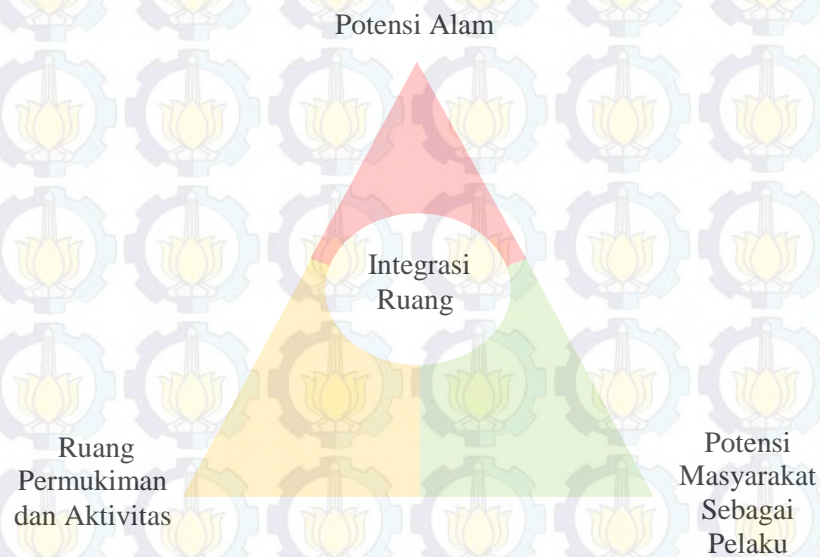 Potensi Alam
Integrasi
Ruang
Ruang
Permukiman
dan Aktivitas
Potensi
Masyarakat
Sebagai
Pelaku